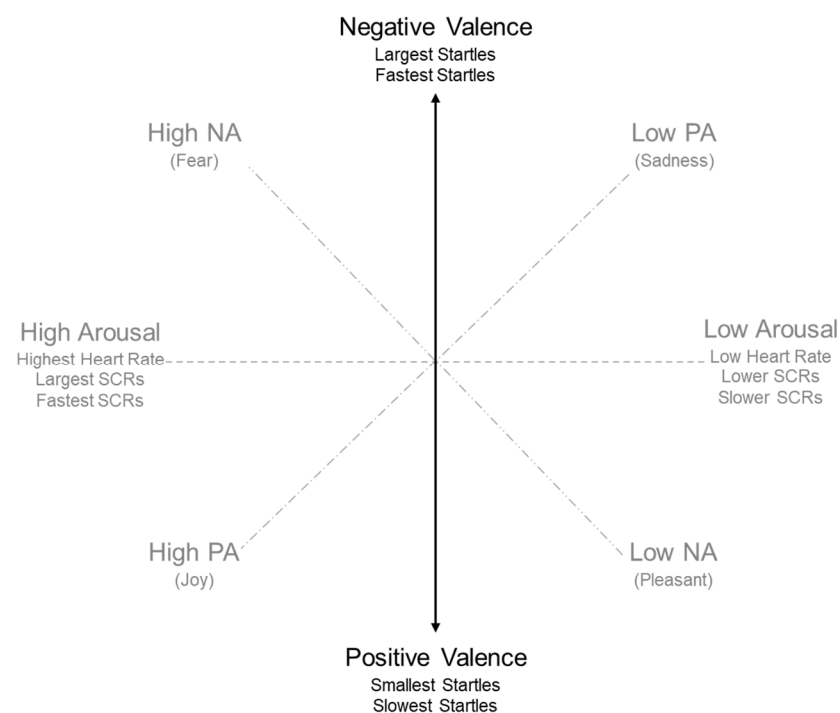 Negative Valence
Largest Startles
Fastest Startles
High NA
(Fear)
Low PA
(Sadness)
High Arousal
Highest Heart Rate
Largest SCRs
Fastest SCRs
Low Arousal
Low Heart Rate
Lower SCRs
Slower SCRs
High PA
(Joy)
Low NA
(Pleasant)
Positive Valence
Smallest Startles
Slowest Startles